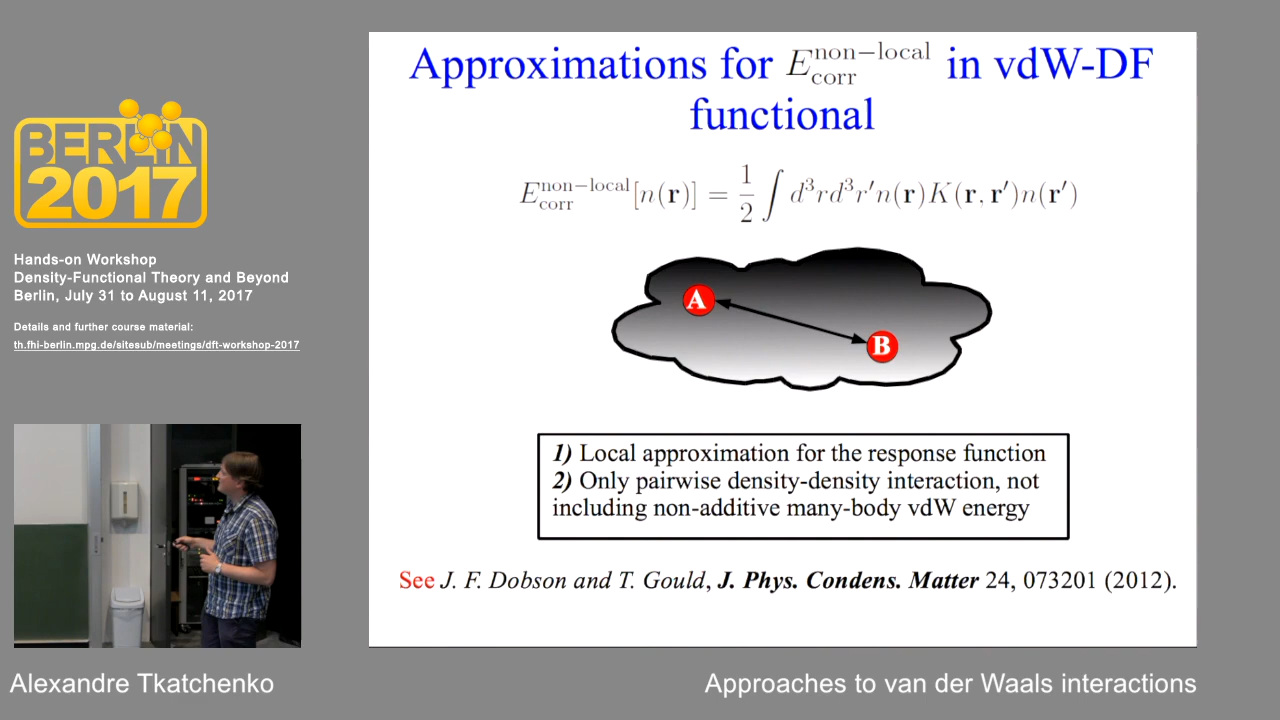 BERLIN
2017
Hands-on Workshop
Density-Functional Theory and Beyond
Berlin, July 31 to August 11, 2017
Details and further course material:
th.fhi-berlin.mpg.de/sitesub/meetings/dft-workshop-2017
Approximations for E_corr^non−local in vdW-DF
functional
E_corr^non−local[n(r)] = 1/2 ∫ d³rd³r′n(r)K(r, r′)n(r′)
A
B
1) Local approximation for the response function
2) Only pairwise density-density interaction, not
including non-additive many-body vdW energy
See J. F. Dobson and T. Gould, J. Phys. Condens. Matter 24, 073201 (2012).
Alexandre Tkatchenko
Approaches to van der Waals interactions